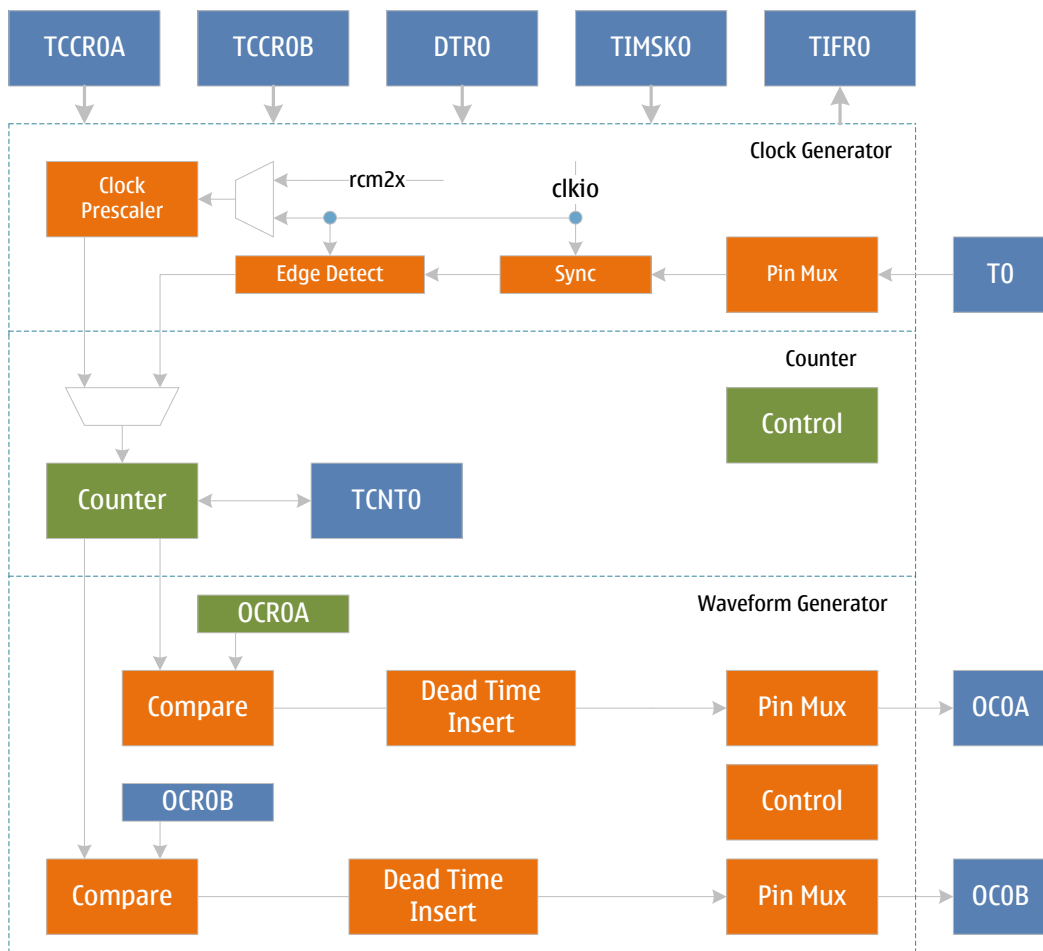 TCCR0A
TCCR0B
DTR0
TIMSK0
TIFR0
Clock Generator
Clock
Prescaler
rcm2x
clkio
Edge Detect
Sync
Pin Mux
T0
Counter
Control
Counter
TCNT0
Waveform Generator
OCR0A
Compare
Dead Time
Insert
Pin Mux
OC0A
OCR0B
Control
Compare
Dead Time
Insert
Pin Mux
OC0B